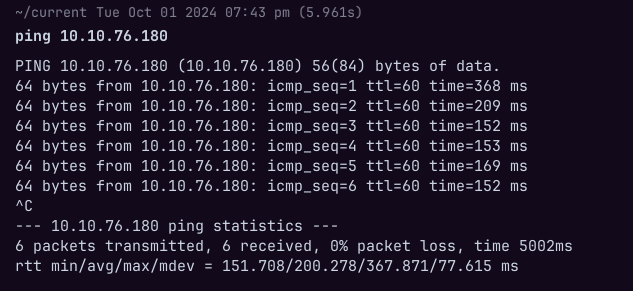 ~/current Tue Oct 01 2024 07:43 pm (5.961s)
ping 10.10.76.180
PING 10.10.76.180 (10.10.76.180) 56(84) bytes of data.
64 bytes from 10.10.76.180: icmp_seq=1 ttl=60 time=368 ms
64 bytes from 10.10.76.180: icmp_seq=2 ttl=60 time=209 ms
64 bytes from 10.10.76.180: icmp_seq=3 ttl=60 time=152 ms
64 bytes from 10.10.76.180: icmp_seq=4 ttl=60 time=153 ms
64 bytes from 10.10.76.180: icmp_seq=5 ttl=60 time=169 ms
64 bytes from 10.10.76.180: icmp_seq=6 ttl=60 time=152 ms
^C
--- 10.10.76.180 ping statistics ---
6 packets transmitted, 6 received, 0% packet loss, time 5002ms
rtt min/avg/max/mdev = 151.708/200.278/367.871/77.615 ms